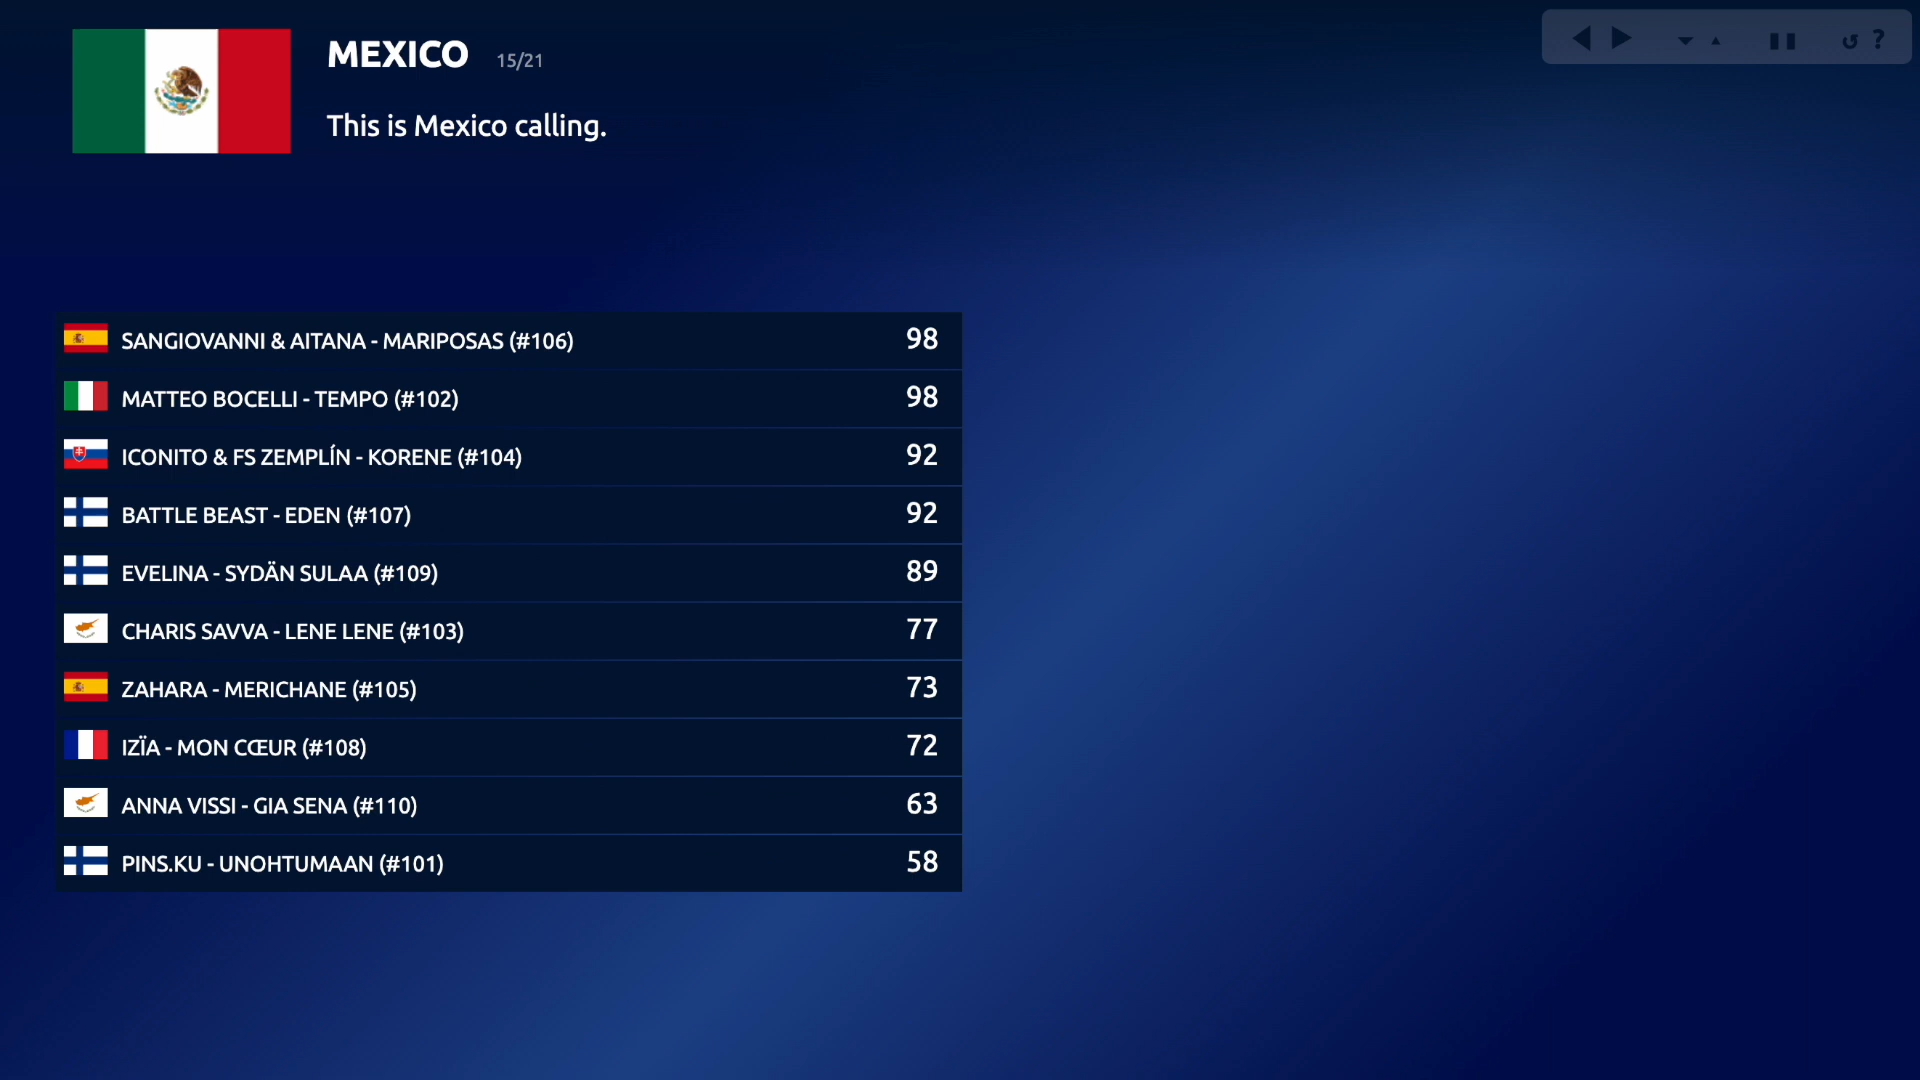 MEXICO 15/21
This is Mexico calling.
SANGIOVANNI & AITANA - MARIPOSAS (#106) 98
MATTEO BOCELLI - TEMPO (#102) 98
ICONITO & FS ZEMPLÍN - KORENE (#104) 92
BATTLE BEAST - EDEN (#107) 92
EVELINA - SYDÄN SULAA (#109) 89
CHARIS SAVVA - LENE LENE (#103) 77
ZAHARA - MERICHANE (#105) 73
IZÏA - MON CŒUR (#108) 72
ANNA VISSI - GIA SENA (#110) 63
PINS.KU - UNOHTUMAAN (#101) 58